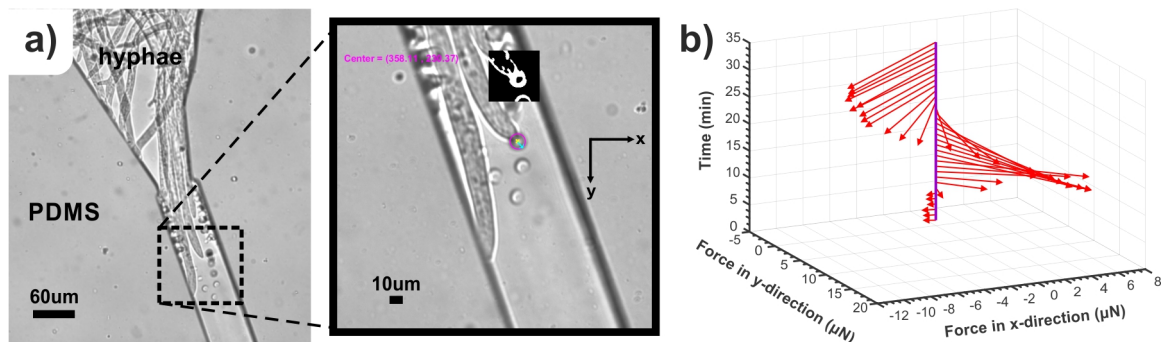 a)
hyphae
PDMS
60um
x
y
10um
b)
35
30
25
20
15
10
5
0
Time (min)
-5
0
5
10
15
20
Force in y-direction (µN)
-12 -10 -8 -6 -4 -2 0 2 4 6 8
Force in x-direction (µN)